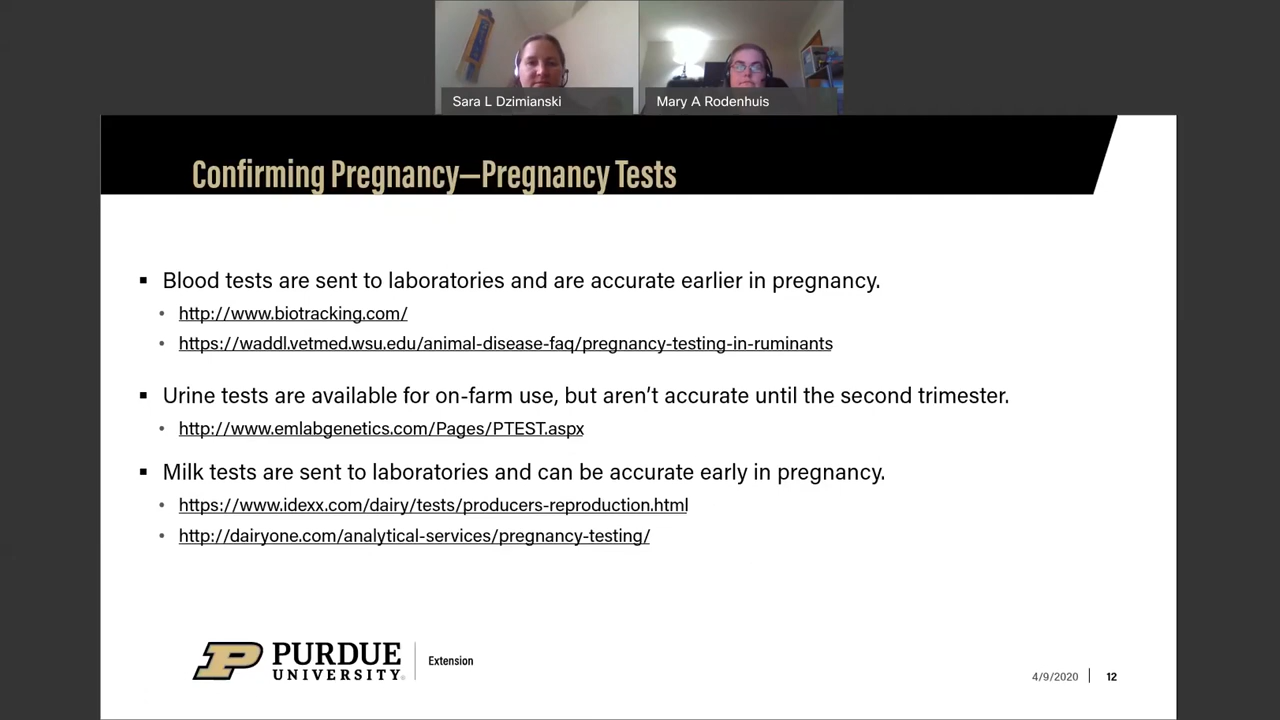 Sara L Dzimianski
Mary A Rodenhuis
Confirming Pregnancy—Pregnancy Tests
▪ Blood tests are sent to laboratories and are accurate earlier in pregnancy.
• http://www.biotracking.com/
• https://waddl.vetmed.wsu.edu/animal-disease-faq/pregnancy-testing-in-ruminants
▪ Urine tests are available for on-farm use, but aren’t accurate until the second trimester.
• http://www.emlabgenetics.com/Pages/PTEST.aspx
▪ Milk tests are sent to laboratories and can be accurate early in pregnancy.
• https://www.idexx.com/dairy/tests/producers-reproduction.html
• http://dairyone.com/analytical-services/pregnancy-testing/
P PURDUE UNIVERSITY® Extension
4/9/2020 | 12